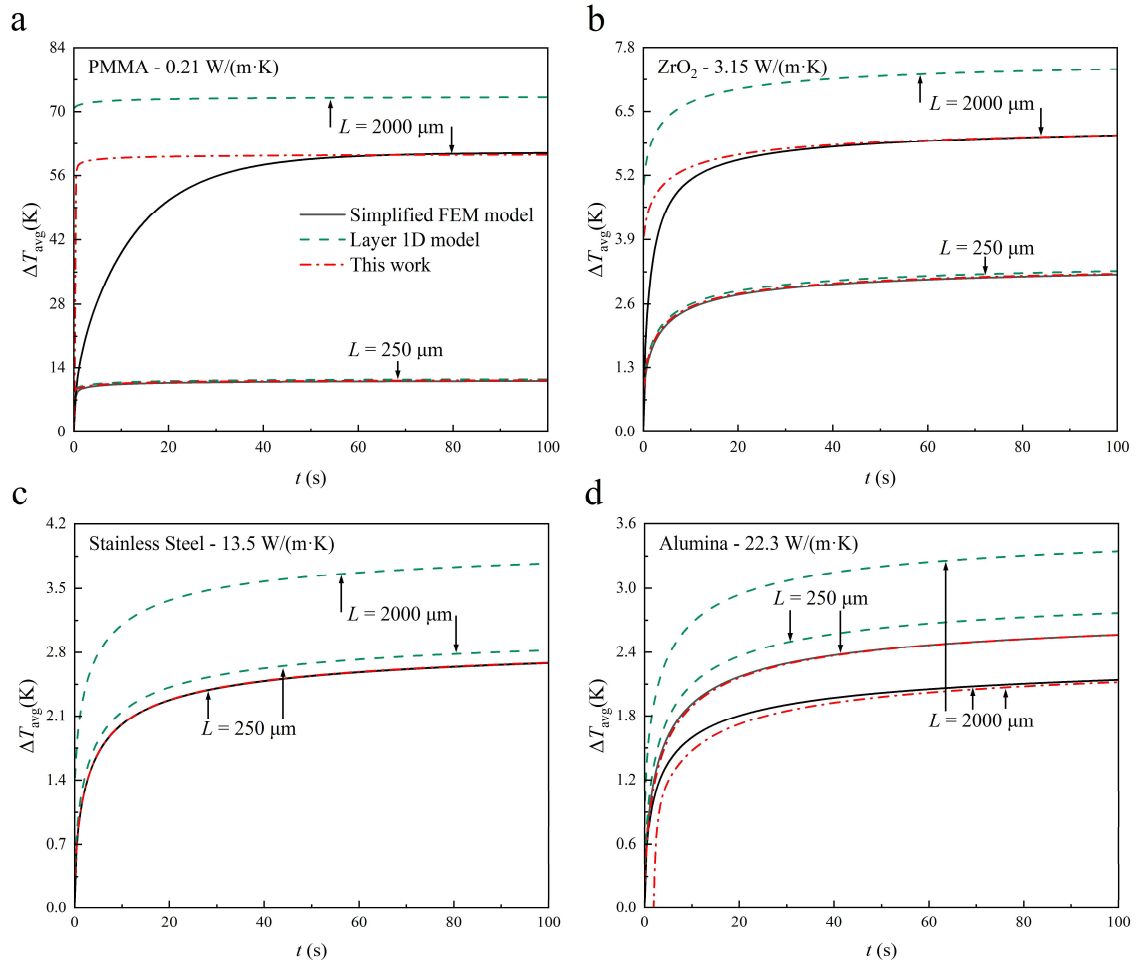 a
PMMA - 0.21 W/(m·K)
84
70
56
42
28
14
0
ΔTavg(K)
L = 2000 μm
Simplified FEM model
Layer 1D model
This work
L = 250 μm
0 20 40 60 80 100
t (s)
b
ZrO2 - 3.15 W/(m·K)
7.8
6.5
5.2
3.9
2.6
1.3
0.0
ΔTavg(K)
L = 2000 μm
L = 250 μm
0 20 40 60 80 100
t (s)
c
Stainless Steel - 13.5 W/(m·K)
4.2
3.5
2.8
2.1
1.4
0.7
0.0
ΔTavg(K)
L = 2000 μm
L = 250 μm
0 20 40 60 80 100
t (s)
d
Alumina - 22.3 W/(m·K)
3.6
3.0
2.4
1.8
1.2
0.6
0.0
ΔTavg(K)
L = 250 μm
L = 2000 μm
0 20 40 60 80 100
t (s)